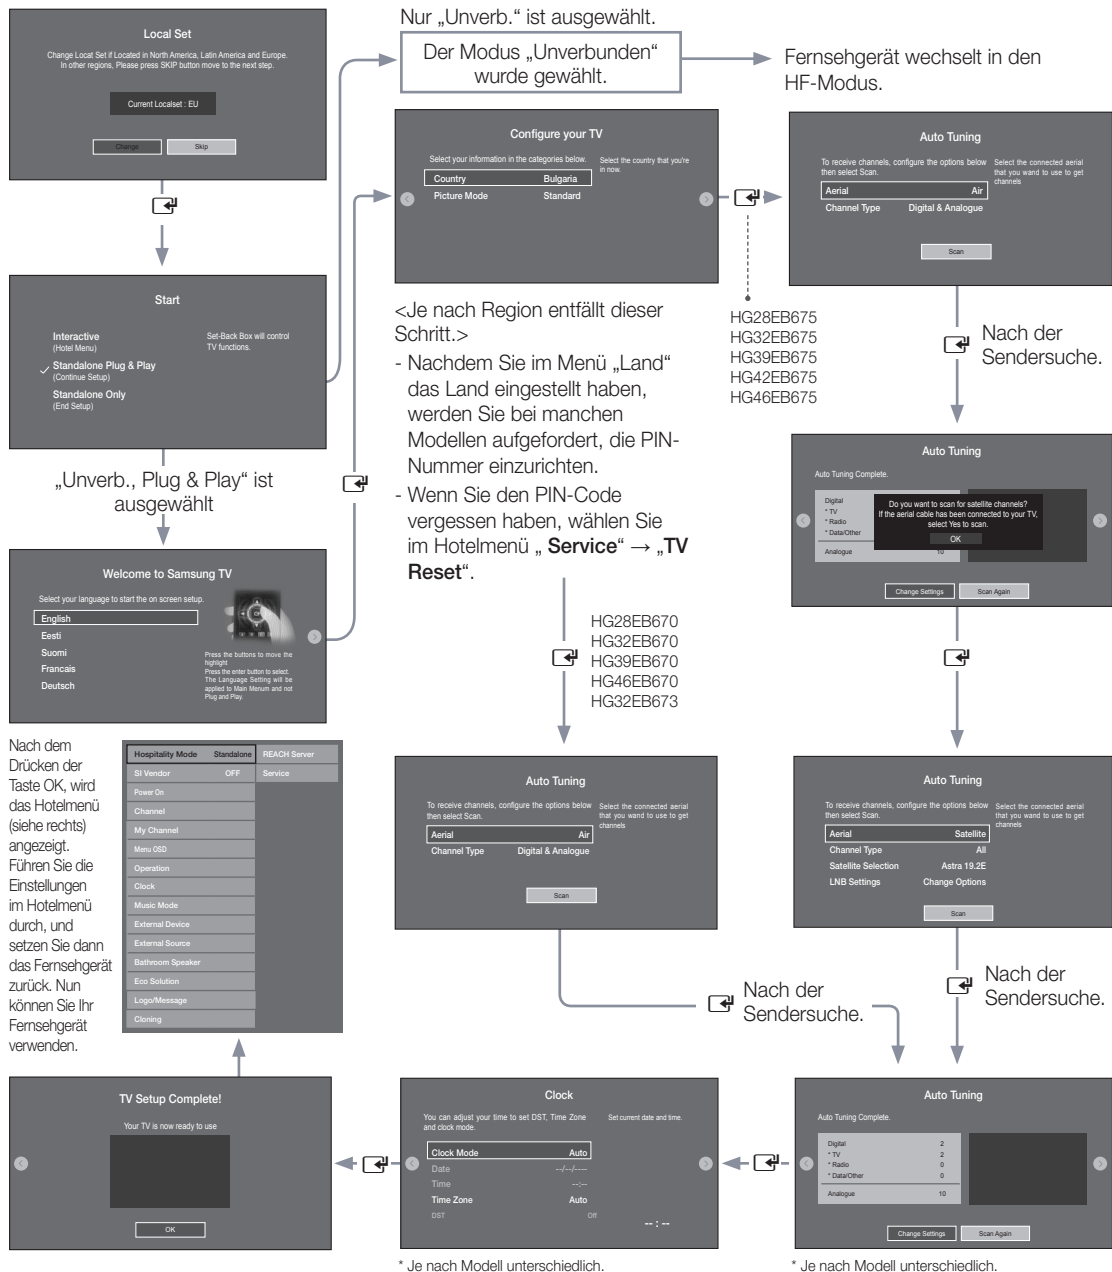 Local Set
Change Locat Set if Located in North America, Latin America and Europe.
In other regions, Please press SKIP button move to the next step.
Current Localset : EU
Change Skip
Start
Interactive
(Hotel Menu)
Standalone Plug & Play
(Continue Setup)
Standalone Only
(End Setup)
Set-Back Box will control
TV functions.
„Unverb., Plug & Play“ ist
ausgewählt
Welcome to Samsung TV
Select your language to start the on screen setup.
English
Eesti
Suomi
Francais
Deutsch
Press the buttons to move the
highlight
Press the enter button to select.
The Language Setting will be
applied to Main Menum and not
Plug and Play.
Nur „Unverb.“ ist ausgewählt.
Der Modus „Unverbunden“
wurde gewählt.
Fernsehgerät wechselt in den
HF-Modus.
Configure your TV
Select your information in the categories below.
Country Bulgaria
Picture Mode Standard
Select the country that you're
in now.
<Je nach Region entfällt dieser
Schritt.>
- Nachdem Sie im Menü „Land“
das Land eingestellt haben,
werden Sie bei manchen
Modellen aufgefordert, die PIN-
Nummer einzurichten.
- Wenn Sie den PIN-Code
vergessen haben, wählen Sie
im Hotelmenü „ Service“ → „TV
Reset“.
HG28EB675
HG32EB675
HG39EB675
HG42EB675
HG46EB675
Auto Tuning
To receive channels, configure the options below
then select Scan.
Aerial Air
Channel Type Digital & Analogue
Select the connected aerial
that you wand to use to get
channels
Scan
Nach der
Sendersuche.
Auto Tuning
Auto Tuning Complete.
Digital
* TV
* Radio
* Data/Other
Analogue 10
Do you want to scan for satellite channels?
If the aerial cable has been connected to your TV,
select Yes to scan.
OK
Change Settings Scan Again
HG28EB670
HG32EB670
HG39EB670
HG46EB670
HG32EB673
Auto Tuning
To receive channels, configure the options below
then select Scan.
Aerial Air
Channel Type Digital & Analogue
Select the connected aerial
that you wand to use to get
channels
Scan
Auto Tuning
To receive channels, configure the options below
then select Scan.
Aerial Satellite
Channel Type All
Satellite Selection Astra 19.2E
LNB Settings Change Options
Select the connected aerial
that you wand to use to get
channels
Scan
Nach der
Sendersuche.
Nach der
Sendersuche.
Auto Tuning
Auto Tuning Complete.
Digital 2
* TV 2
* Radio 0
* Data/Other 0
Analogue 10
Change Settings Scan Again
* Je nach Modell unterschiedlich.
Clock
You can adjust your time to set DST, Time Zone
and clock mode.
Clock Mode Auto
Date --/--/----
Time --:--
Time Zone Auto
DST Off
Set current date and time.
-- : --
* Je nach Modell unterschiedlich.
TV Setup Complete!
Your TV is now ready to use
OK
Nach dem
Drücken der
Taste OK, wird
das Hotelmenü
(siehe rechts)
angezeigt.
Führen Sie die
Einstellungen
im Hotelmenü
durch, und
setzen Sie dann
das Fernsehgerät
zurück. Nun
können Sie Ihr
Fernsehgerät
verwenden.
Hospitality Mode Standalone REACH Server
SI Vendor OFF Service
Power On
Channel
My Channel
Menu OSD
Operation
Clock
Music Mode
External Device
External Source
Bathroom Speaker
Eco Solution
Logo/Message
Cloning